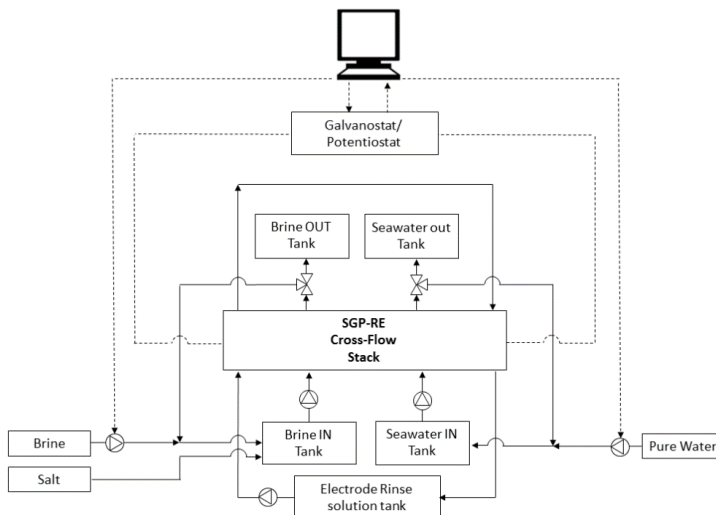 Galvanostat/
Potentiostat
Brine OUT
Tank
Seawater out
Tank
SGP-RE
Cross-Flow
Stack
Brine
Brine IN
Tank
Seawater IN
Tank
Pure Water
Salt
Electrode Rinse
solution tank